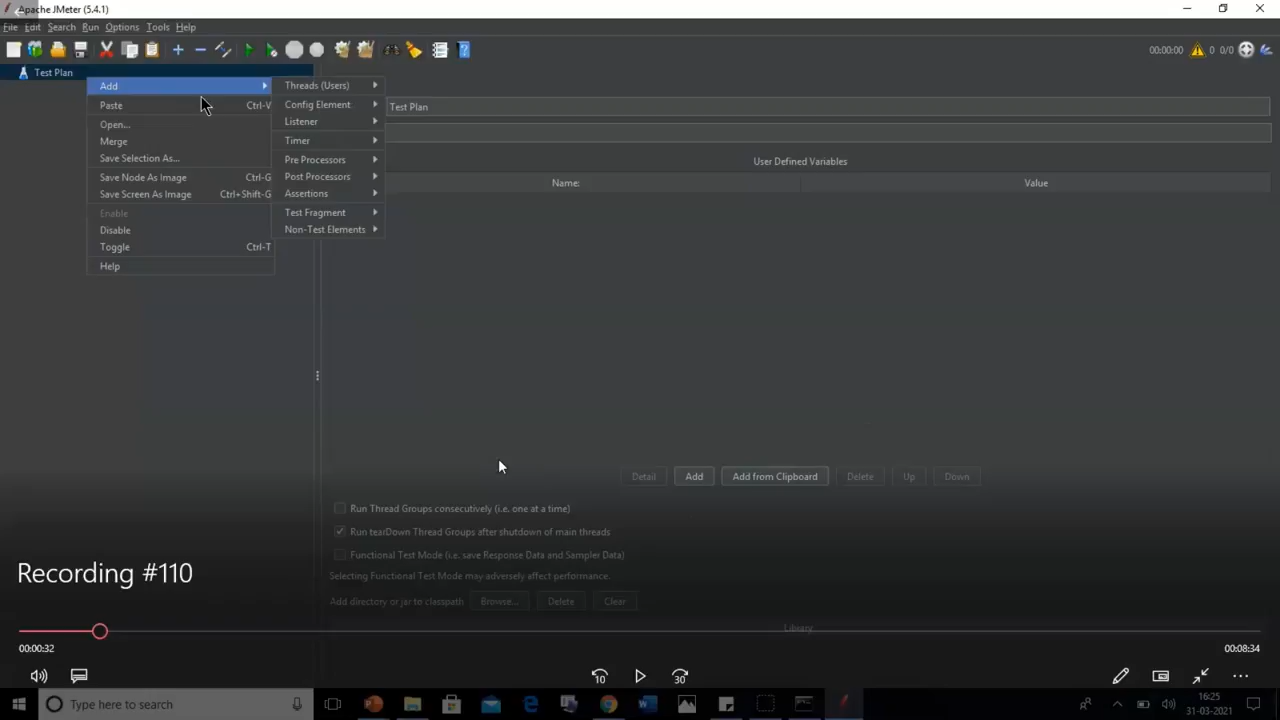 Apache JMeter (5.4.1)
File Edit Search Run Options Tools Help
00:00:00 0 0/0
Test Plan
Add
Paste Ctrl-V
Open...
Merge
Save Selection As...
Save Node As Image Ctrl-G
Save Screen As Image Ctrl+Shift-G
Enable
Disable
Toggle Ctrl-T
Help
Threads (Users)
Config Element
Listener
Timer
Pre Processors
Post Processors
Assertions
Test Fragment
Non-Test Elements
Test Plan
User Defined Variables
Name: Value
Detail Add Add from Clipboard Delete Up Down
Run Thread Groups consecutively (i.e. one at a time)
Run tearDown Thread Groups after shutdown of main threads
Functional Test Mode (i.e. save Response Data and Sampler Data)
Selecting Functional Test Mode may adversely affect performance.
Add directory or jar to classpath Browse... Delete Clear
Library
Recording #110
00:00:32 00:08:34
10 30
Type here to search
16:25
31-03-2021